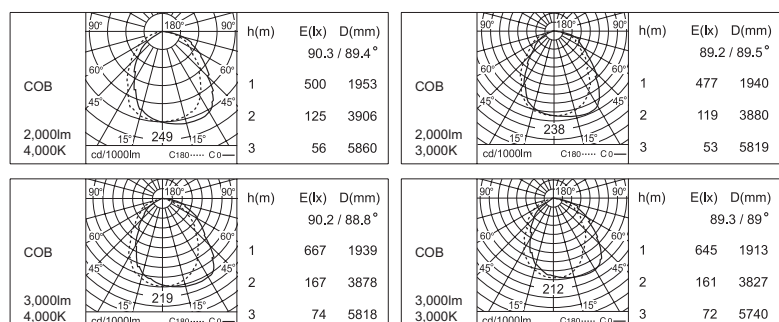 90° 180° 90°
60° 60°
45° 45°
15° 249 15°
cd/1000lm C180 ····· C 0 —
COB
2,000lm
4,000K
h(m) E(lx) D(mm)
90.3 / 89.4°
1 500 1953
2 125 3906
3 56 5860
90° 180° 90°
60° 60°
45° 45°
15° 238 15°
cd/1000lm C180 ····· C 0 —
COB
2,000lm
3,000K
h(m) E(lx) D(mm)
89.2 / 89.5°
1 477 1940
2 119 3880
3 53 5819
90° 180° 90°
60° 60°
45° 45°
15° 219 15°
cd/1000lm C180 ····· C 0 —
COB
3,000lm
4,000K
h(m) E(lx) D(mm)
90.2 / 88.8°
1 667 1939
2 167 3878
3 74 5818
90° 180° 90°
60° 60°
45° 45°
15° 212 15°
cd/1000lm C180 ····· C 0 —
COB
3,000lm
3,000K
h(m) E(lx) D(mm)
89.3 / 89°
1 645 1913
2 161 3827
3 72 5740